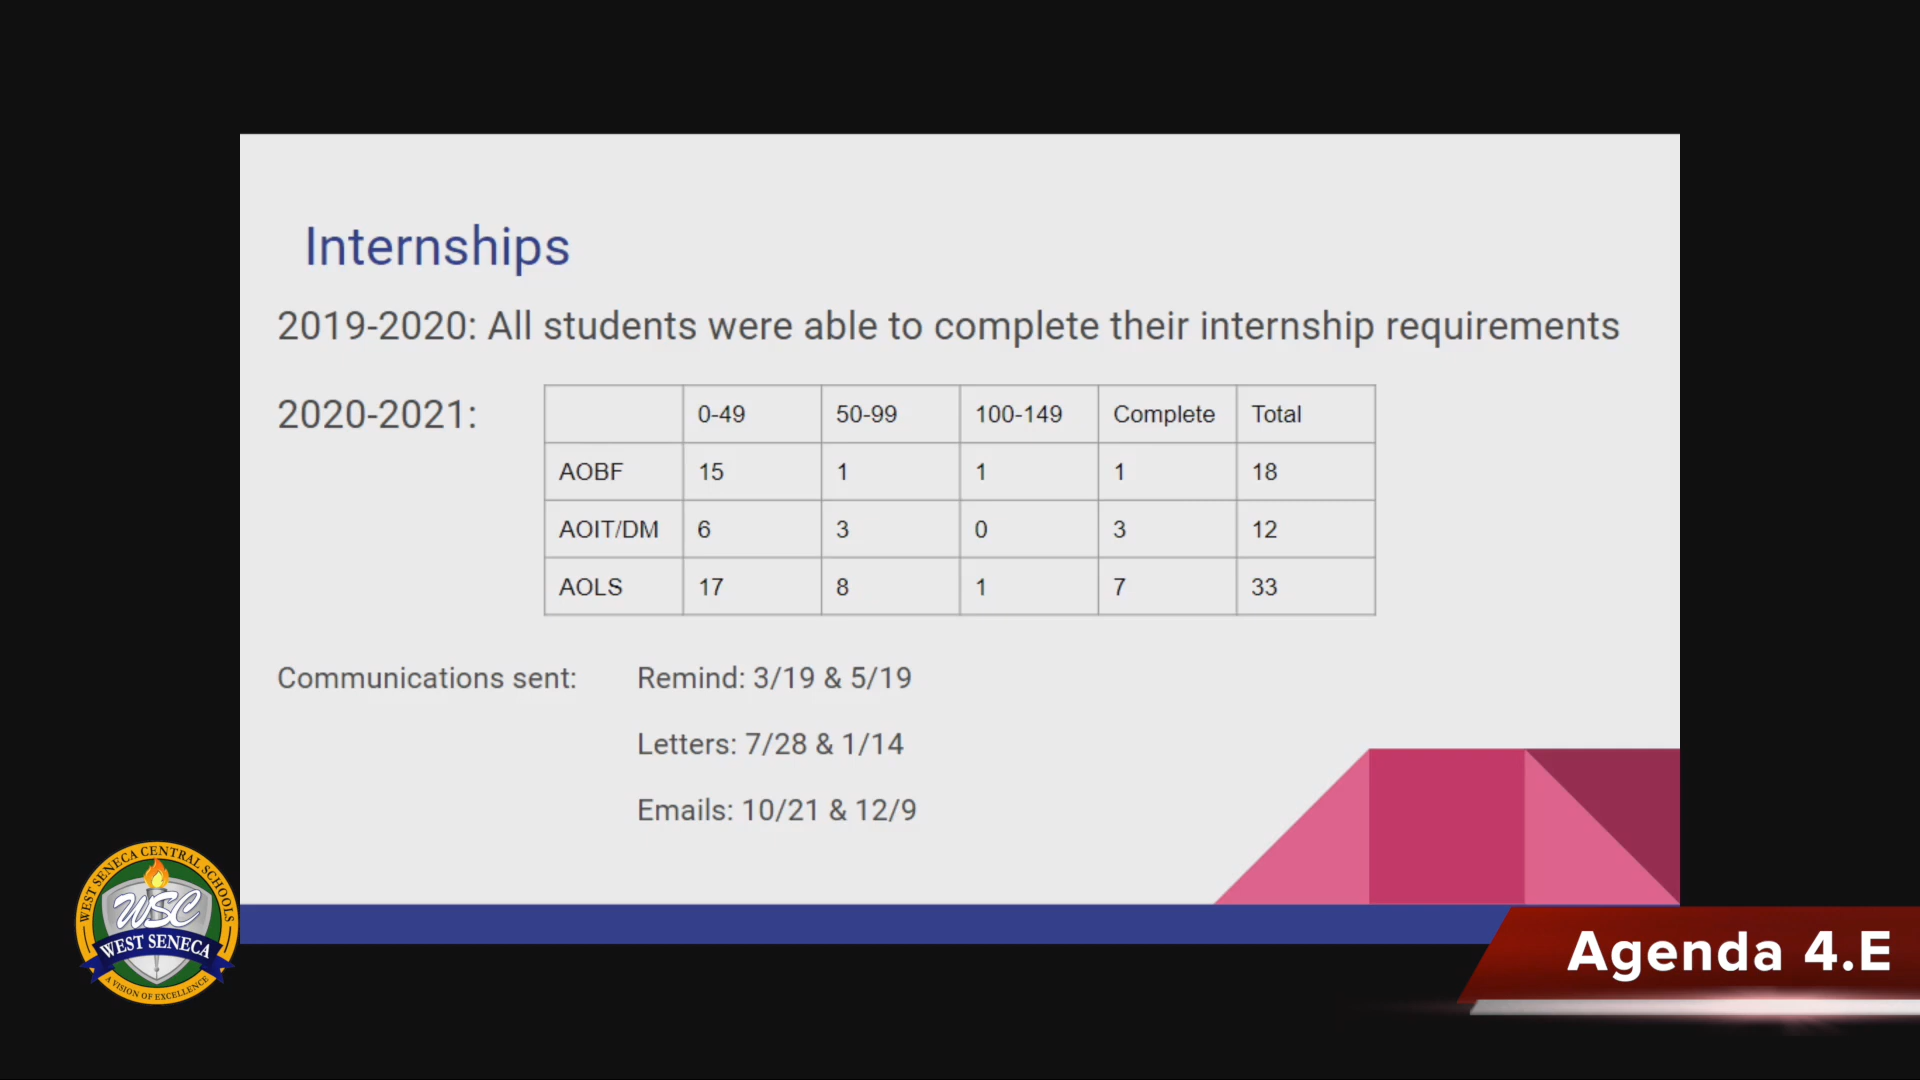 Internships
2019-2020: All students were able to complete their internship requirements
2020-2021:
0-49 50-99 100-149 Complete Total
AOBF 15 1 1 1 18
AOIT/DM 6 3 0 3 12
AOLS 17 8 1 7 33
Communications sent: Remind: 3/19 & 5/19
Letters: 7/28 & 1/14
Emails: 10/21 & 12/9
WEST SENECA CENTRAL SCHOOLS
WSC
WEST SENECA
A VISION OF EXCELLENCE
Agenda 4.E